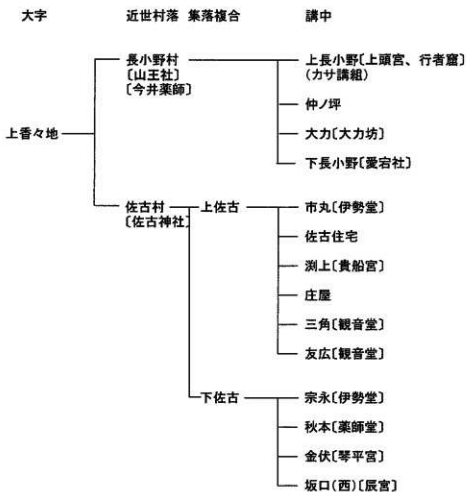 大字 近世村落 集落複合 講中
長小野村 上長小野〔上頭宮、行者窟〕
〔山王社〕 (カサ講組)
〔今井薬師〕
仲ノ坪
上香々地 大力〔大力坊〕
下長小野〔愛宕社〕
佐古村 上佐古 市丸〔伊勢堂〕
〔佐古神社〕
佐古住宅
渕上〔貴船宮〕
庄屋
三角〔観音堂〕
友広〔観音堂〕
下佐古 宗永〔伊勢堂〕
秋本〔薬師堂〕
金伏〔琴平宮〕
坂口(西)〔辰宮〕